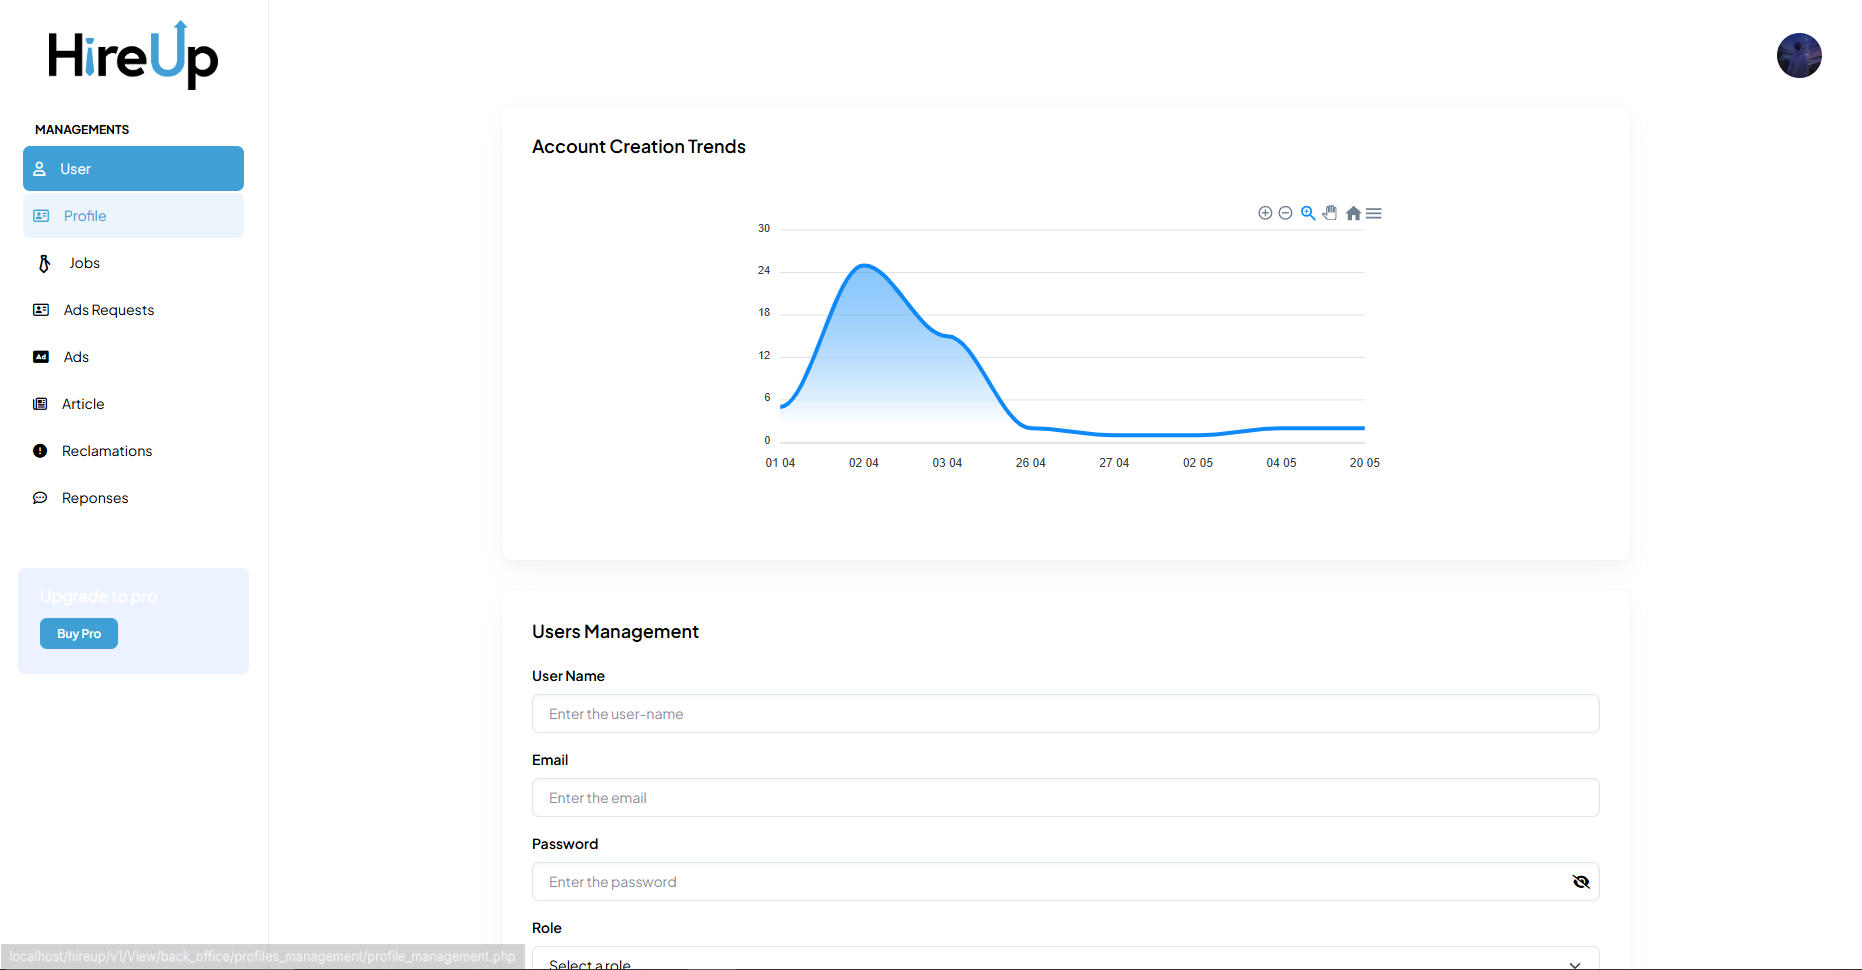 HireUp
MANAGEMENTS
User
Profile
Jobs
Ads Requests
Ad
Ads
Article
Reclamations
Reponses
Upgrade to pro
Buy Pro
Account Creation Trends
30
24
18
12
6
0
01 04 02 04 03 04 26 04 27 04 02 05 04 05 20 05
Users Management
User Name
Enter the user-name
Email
Enter the email
Password
Enter the password
Role
Select a role
localhost/hireup/v1/View/back_office/profiles_management/profile_management.php